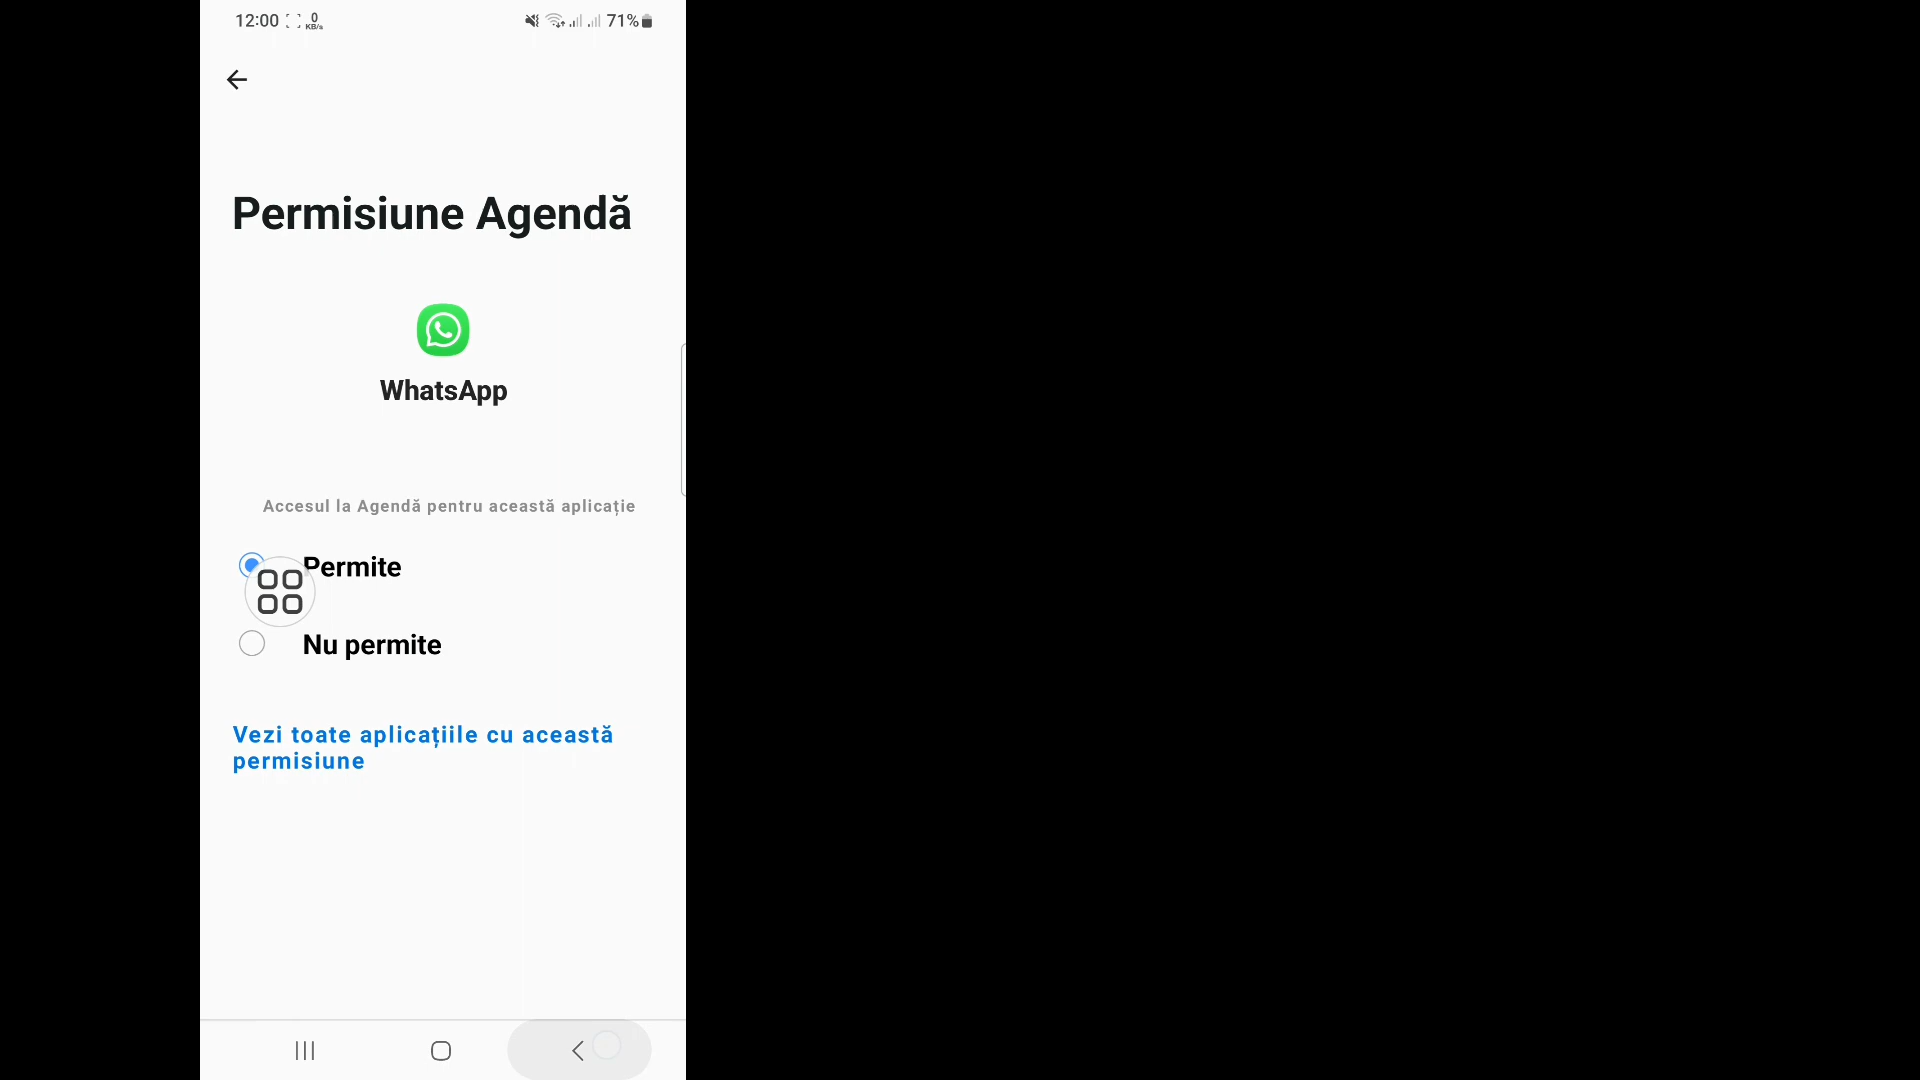 12:00 0 KB/s 71%
Permisiune Agendă
WhatsApp
Accesul la Agendă pentru această aplicație
Permite
Nu permite
Vezi toate aplicațiile cu această
permisiune